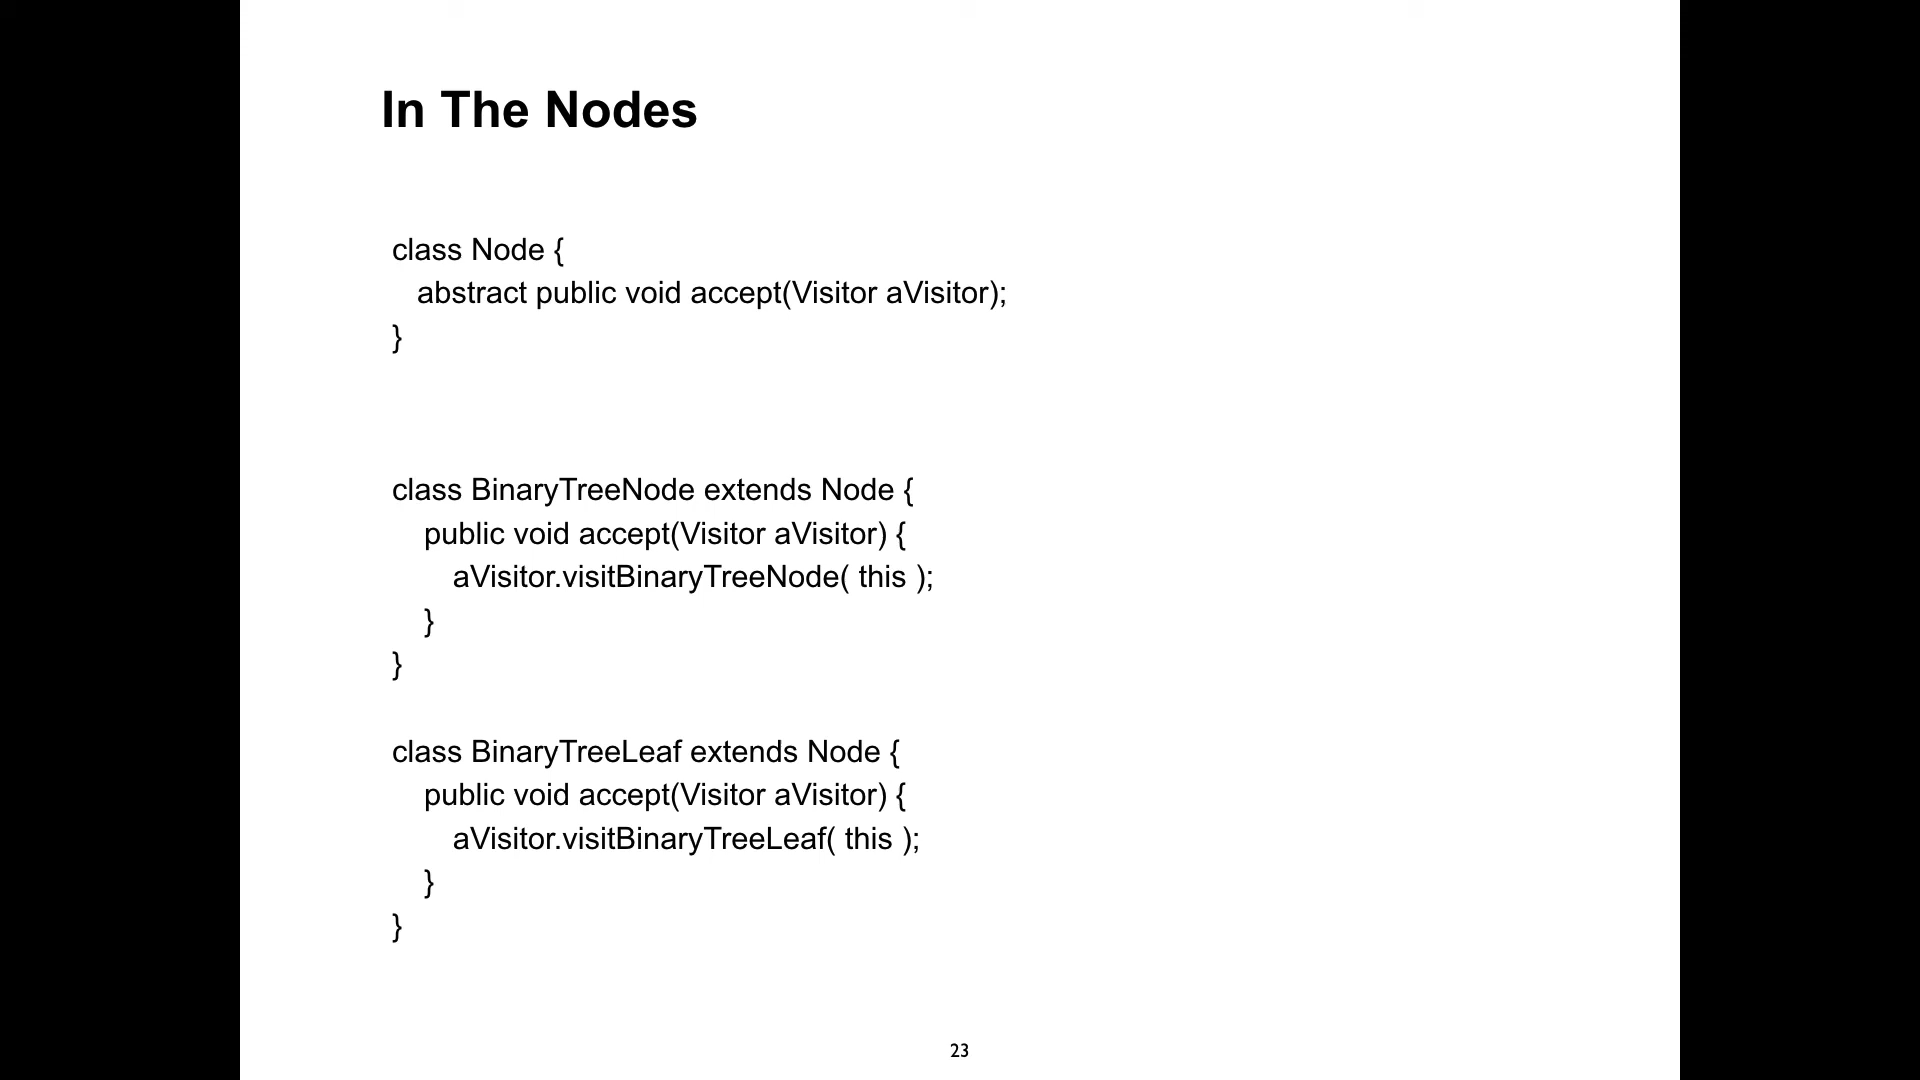 In The Nodes
class Node {
abstract public void accept(Visitor aVisitor);
}
class BinaryTreeNode extends Node {
public void accept(Visitor aVisitor) {
aVisitor.visitBinaryTreeNode( this );
}
}
class BinaryTreeLeaf extends Node {
public void accept(Visitor aVisitor) {
aVisitor.visitBinaryTreeLeaf( this );
}
}
23